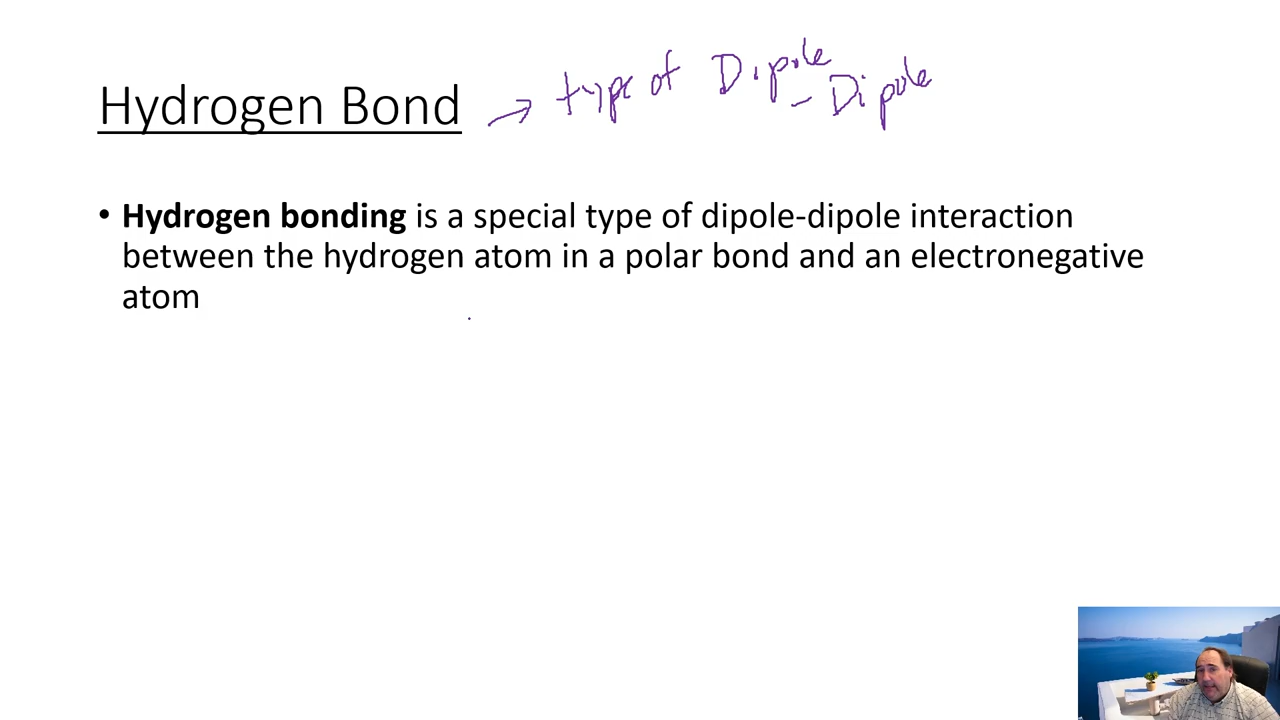 Hydrogen Bond → type of Dipole
- Dipole
• Hydrogen bonding is a special type of dipole-dipole interaction
between the hydrogen atom in a polar bond and an electronegative
atom